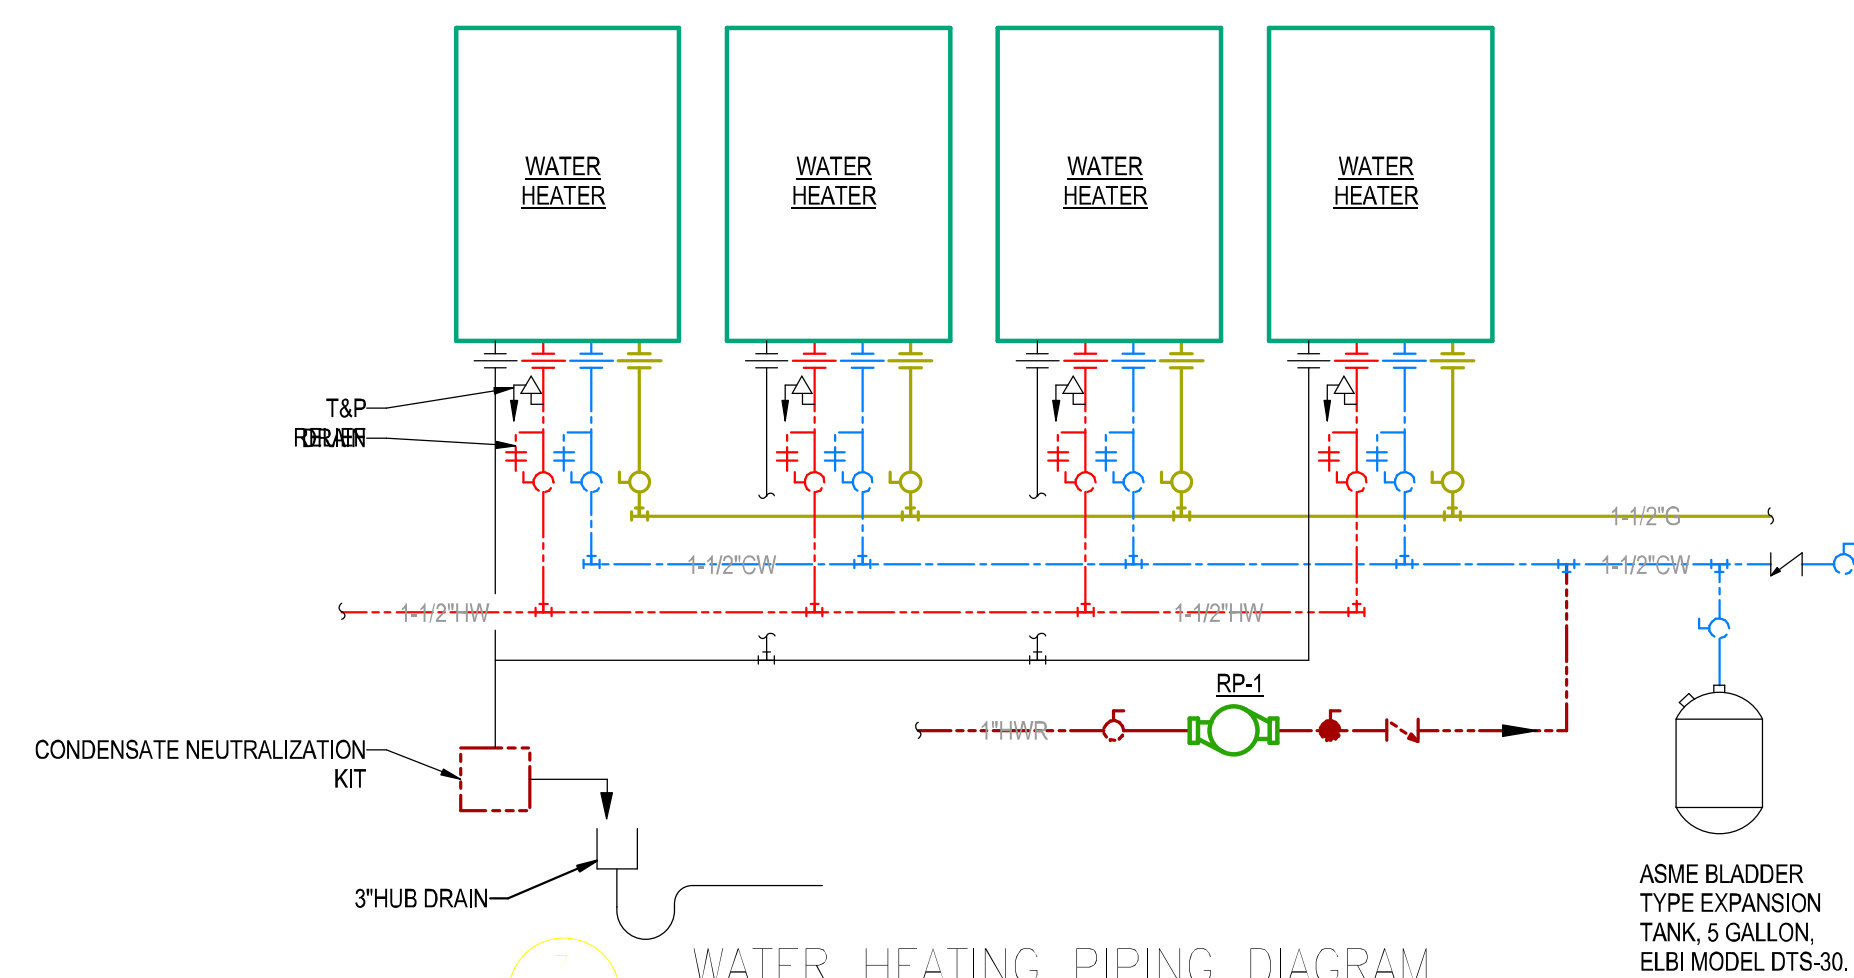 WATER
HEATER
WATER
HEATER
WATER
HEATER
WATER
HEATER
T&P
RELIEF
DRAIN
1-1/2"G
1-1/2"CW
1-1/2"CW
1-1/2"HW
1-1/2"HW
RP-1
1"HWR
CONDENSATE NEUTRALIZATION
KIT
3"HUB DRAIN
ASME BLADDER
TYPE EXPANSION
TANK, 5 GALLON,
ELBI MODEL DTS-30.
WATER HEATING PIPING DIAGRAM